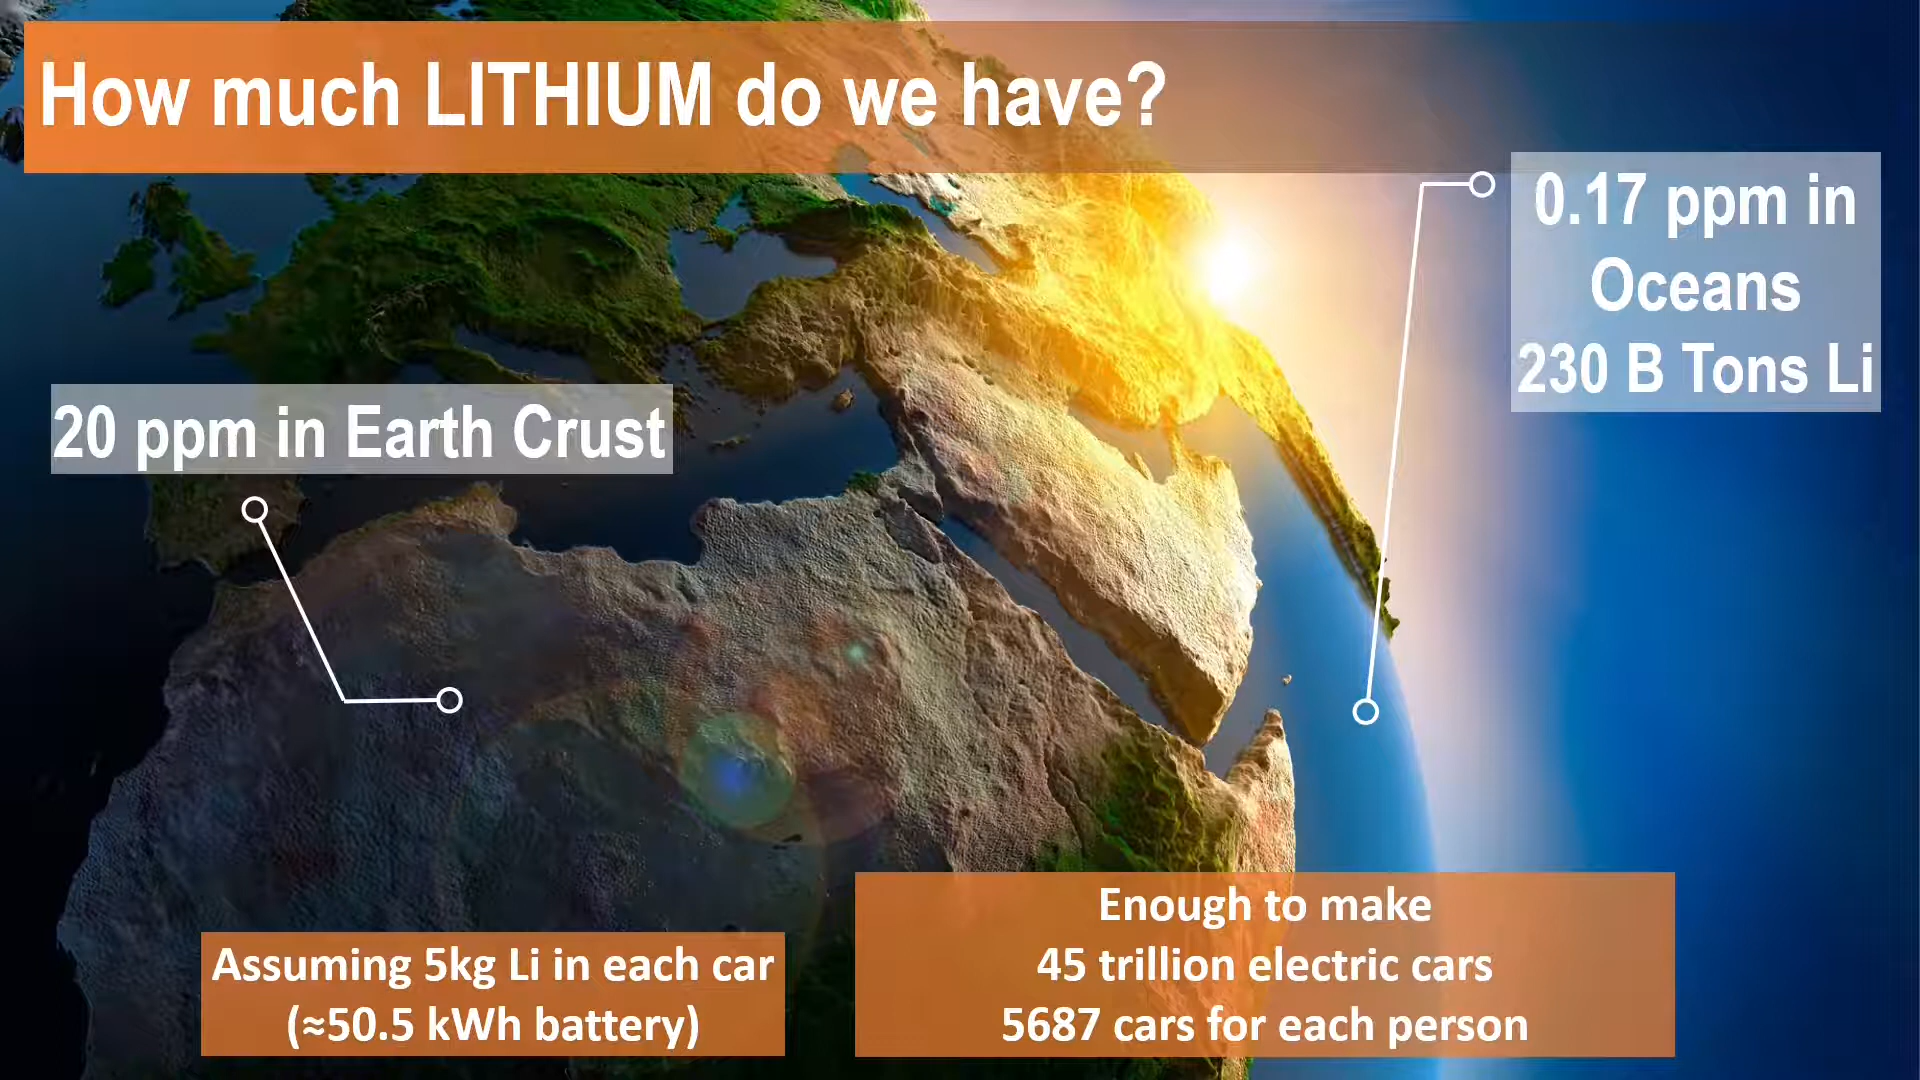 How much LITHIUM do we have?
0.17 ppm in
Oceans
230 B Tons Li
20 ppm in Earth Crust
Assuming 5kg Li in each car
(≈50.5 kWh battery)
Enough to make
45 trillion electric cars
5687 cars for each person